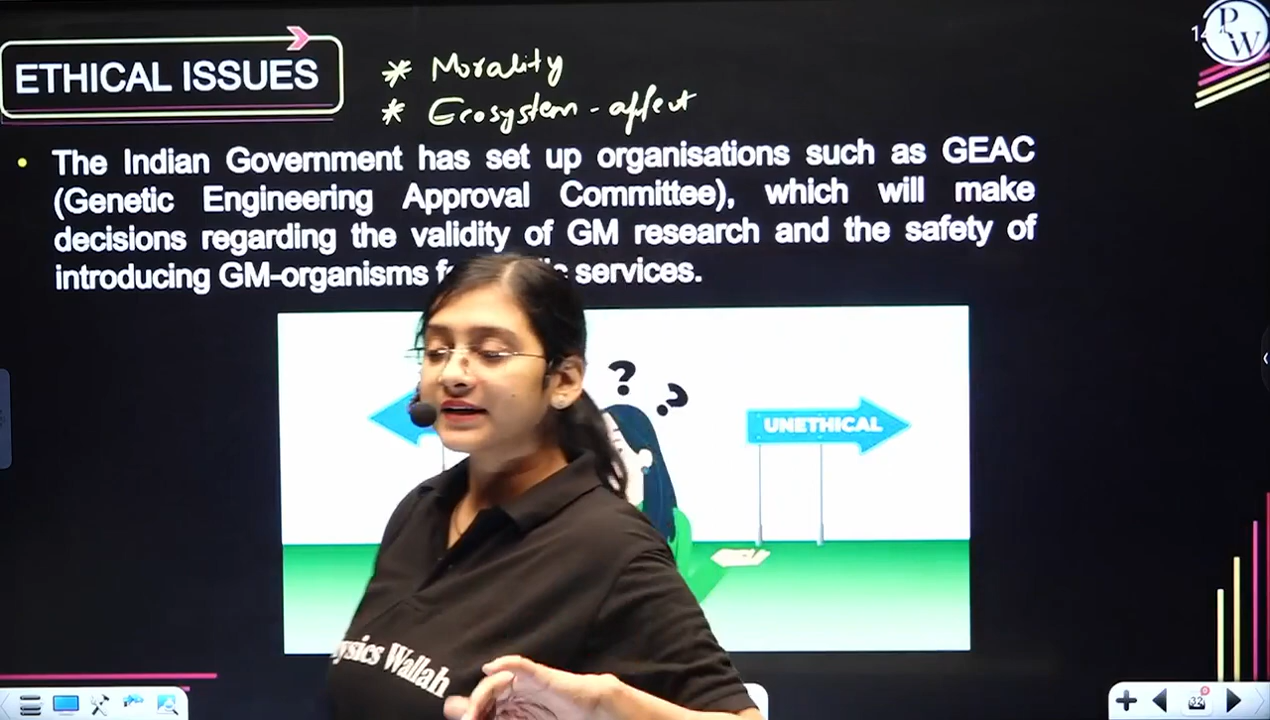 ETHICAL ISSUES
* Morality
* Ecosystem - affect
PW
• The Indian Government has set up organisations such as GEAC
(Genetic Engineering Approval Committee), which will make
decisions regarding the validity of GM research and the safety of
introducing GM-organisms services.
? ?
UNETHICAL
Physics Wallah
32